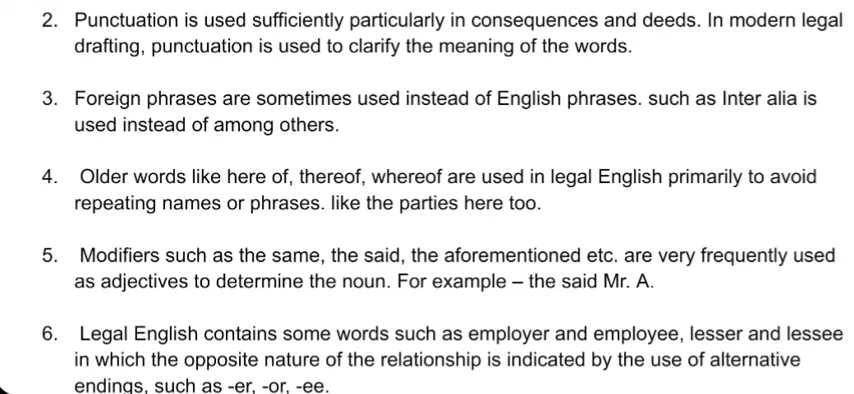 2. Punctuation is used sufficiently particularly in consequences and deeds. In modern legal
drafting, punctuation is used to clarify the meaning of the words.
3. Foreign phrases are sometimes used instead of English phrases. such as Inter alia is
used instead of among others.
4. Older words like here of, thereof, whereof are used in legal English primarily to avoid
repeating names or phrases. like the parties here too.
5. Modifiers such as the same, the said, the aforementioned etc. are very frequently used
as adjectives to determine the noun. For example – the said Mr. A.
6. Legal English contains some words such as employer and employee, lesser and lessee
in which the opposite nature of the relationship is indicated by the use of alternative
endings, such as -er, -or, -ee.